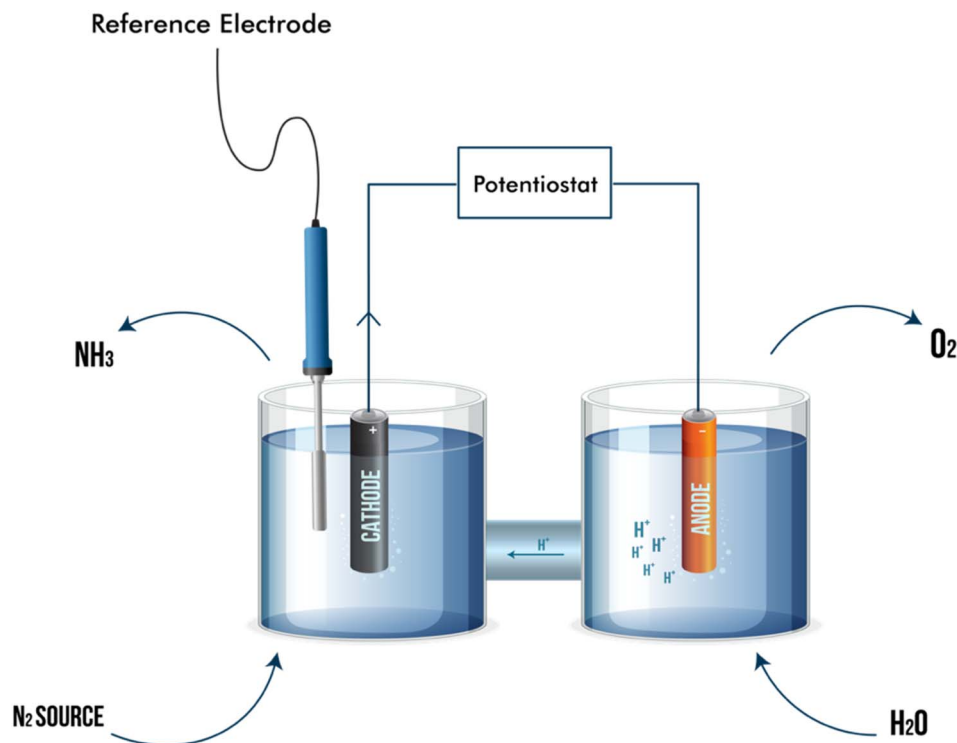 Reference Electrode
Potentiostat
NH₃
O₂
+
CATHODE
-
ANODE
H⁺
H⁺
H⁺
H⁺
H⁺
H⁺
N₂ SOURCE
H₂O